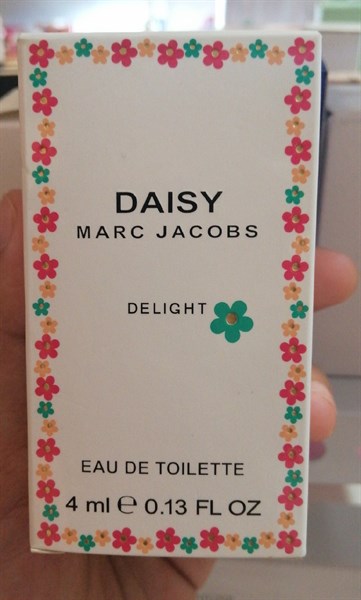 DAISY
MARC JACOBS
DELIGHT
EAU DE TOILETTE
4 ml ℮ 0.13 FL OZ